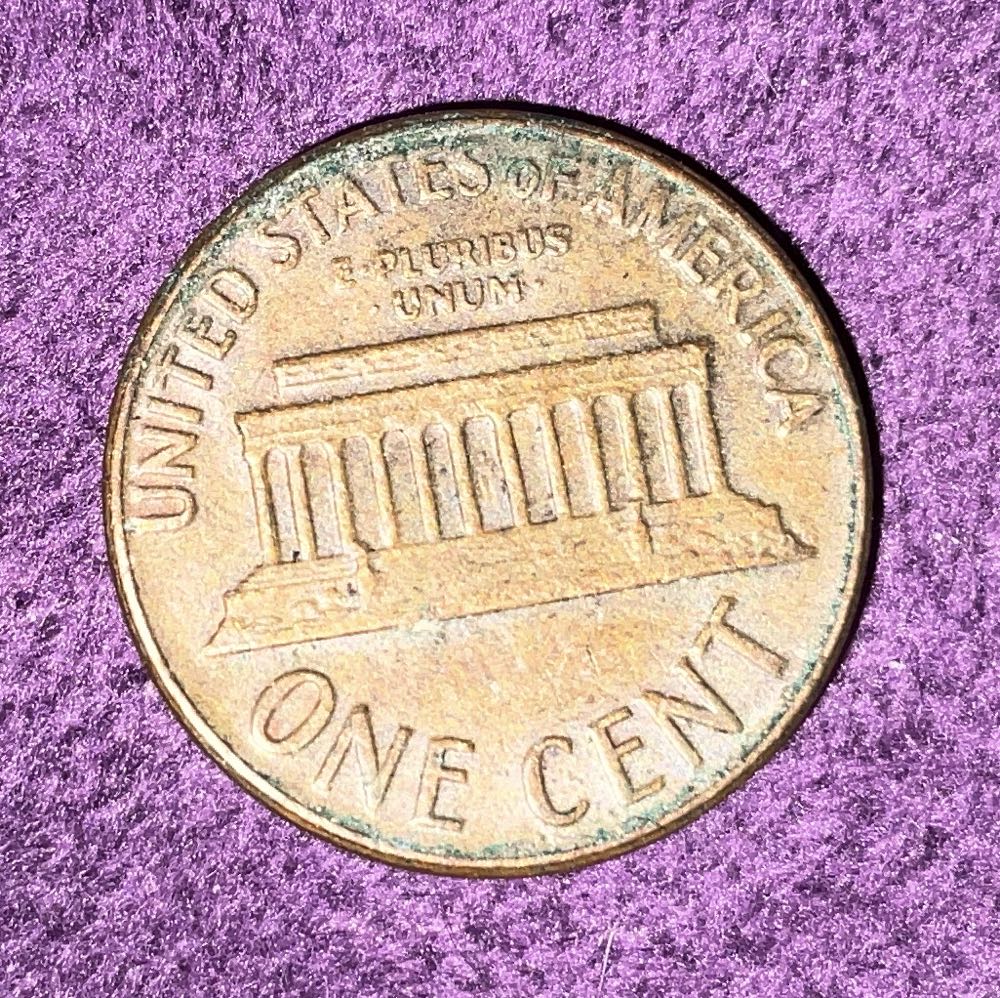 UNITED STATES OF AMERICA
E·PLURIBUS
·UNUM·
ONE CENT